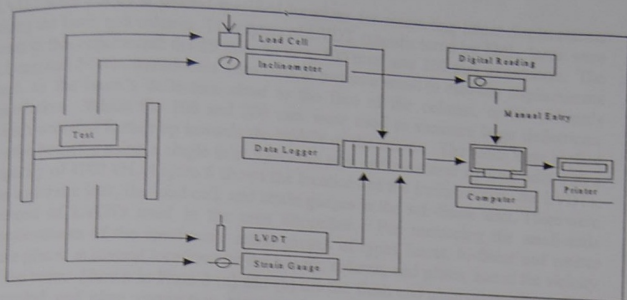 Load Cell
Inclinometer
Digital Reading
Manual Entry
Test
Data Logger
Computer
Printer
LVDT
Strain Gauge